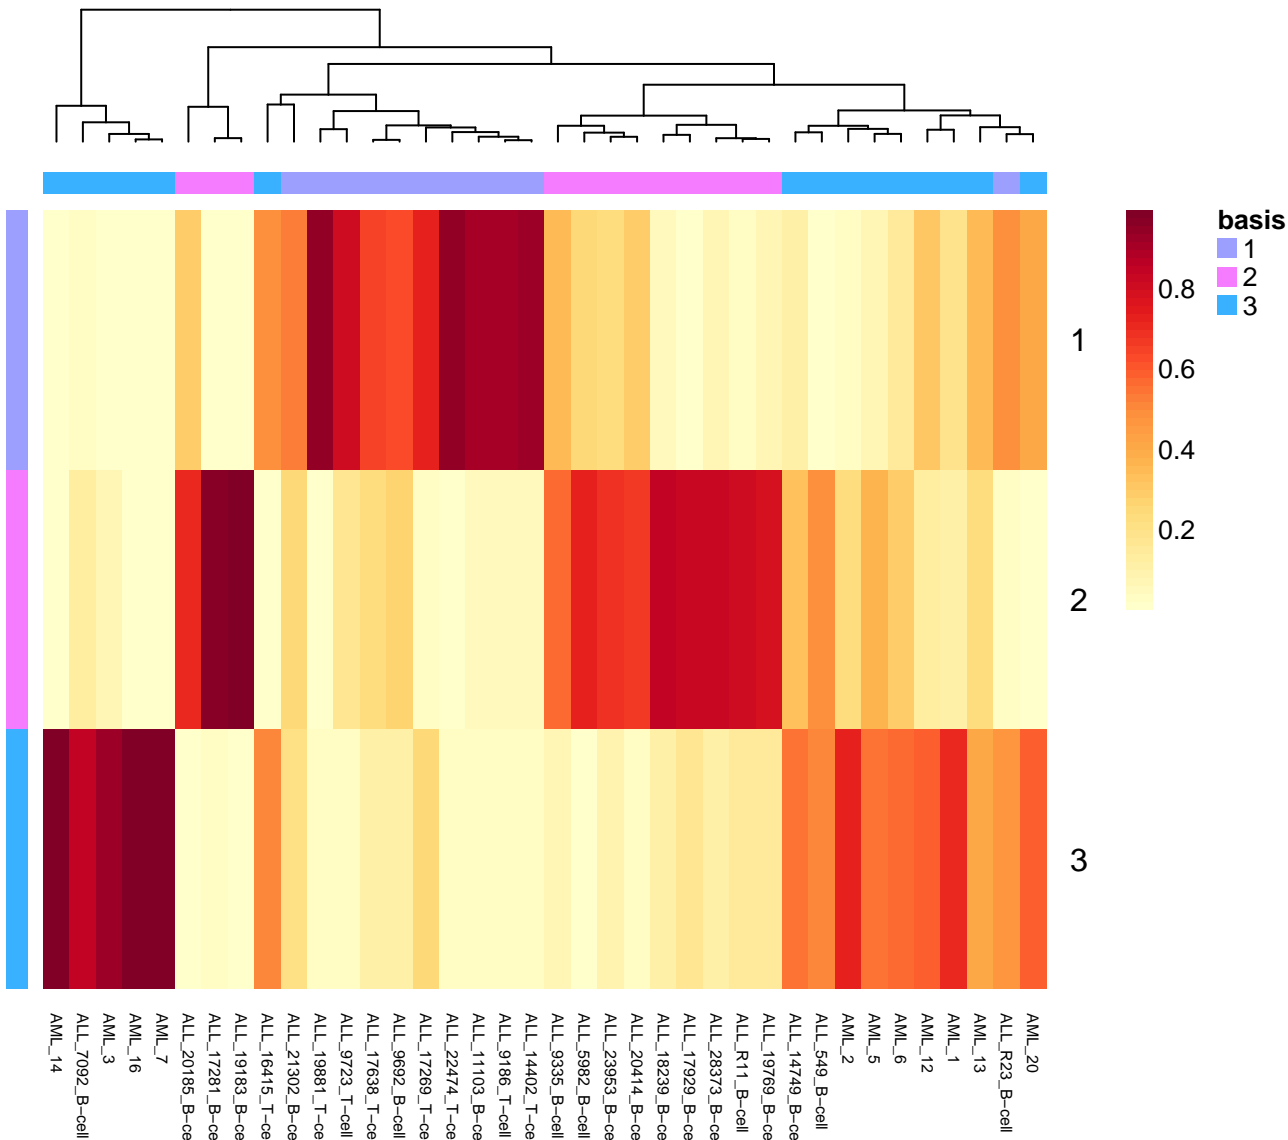 basis
1
2
3
0.8
0.6
0.4
0.2
1
2
3
AML_14
ALL_7092_B−cell
AML_3
AML_16
AML_7
ALL_20185_B−ce
ALL_17281_B−ce
ALL_19183_B−ce
ALL_16415_T−ce
ALL_21302_B−ce
ALL_19881_T−ce
ALL_9723_T−cell
ALL_17638_T−ce
ALL_9692_B−cell
ALL_17269_T−ce
ALL_22474_T−ce
ALL_11103_B−ce
ALL_9186_T−cell
ALL_14402_T−ce
ALL_9335_B−cell
ALL_5982_B−cell
ALL_23953_B−ce
ALL_20414_B−ce
ALL_18239_B−ce
ALL_17929_B−ce
ALL_28373_B−ce
ALL_R11_B−cell
ALL_19769_B−ce
ALL_14749_B−ce
ALL_549_B−cell
AML_2
AML_5
AML_6
AML_12
AML_1
AML_13
ALL_R23_B−cell
AML_20